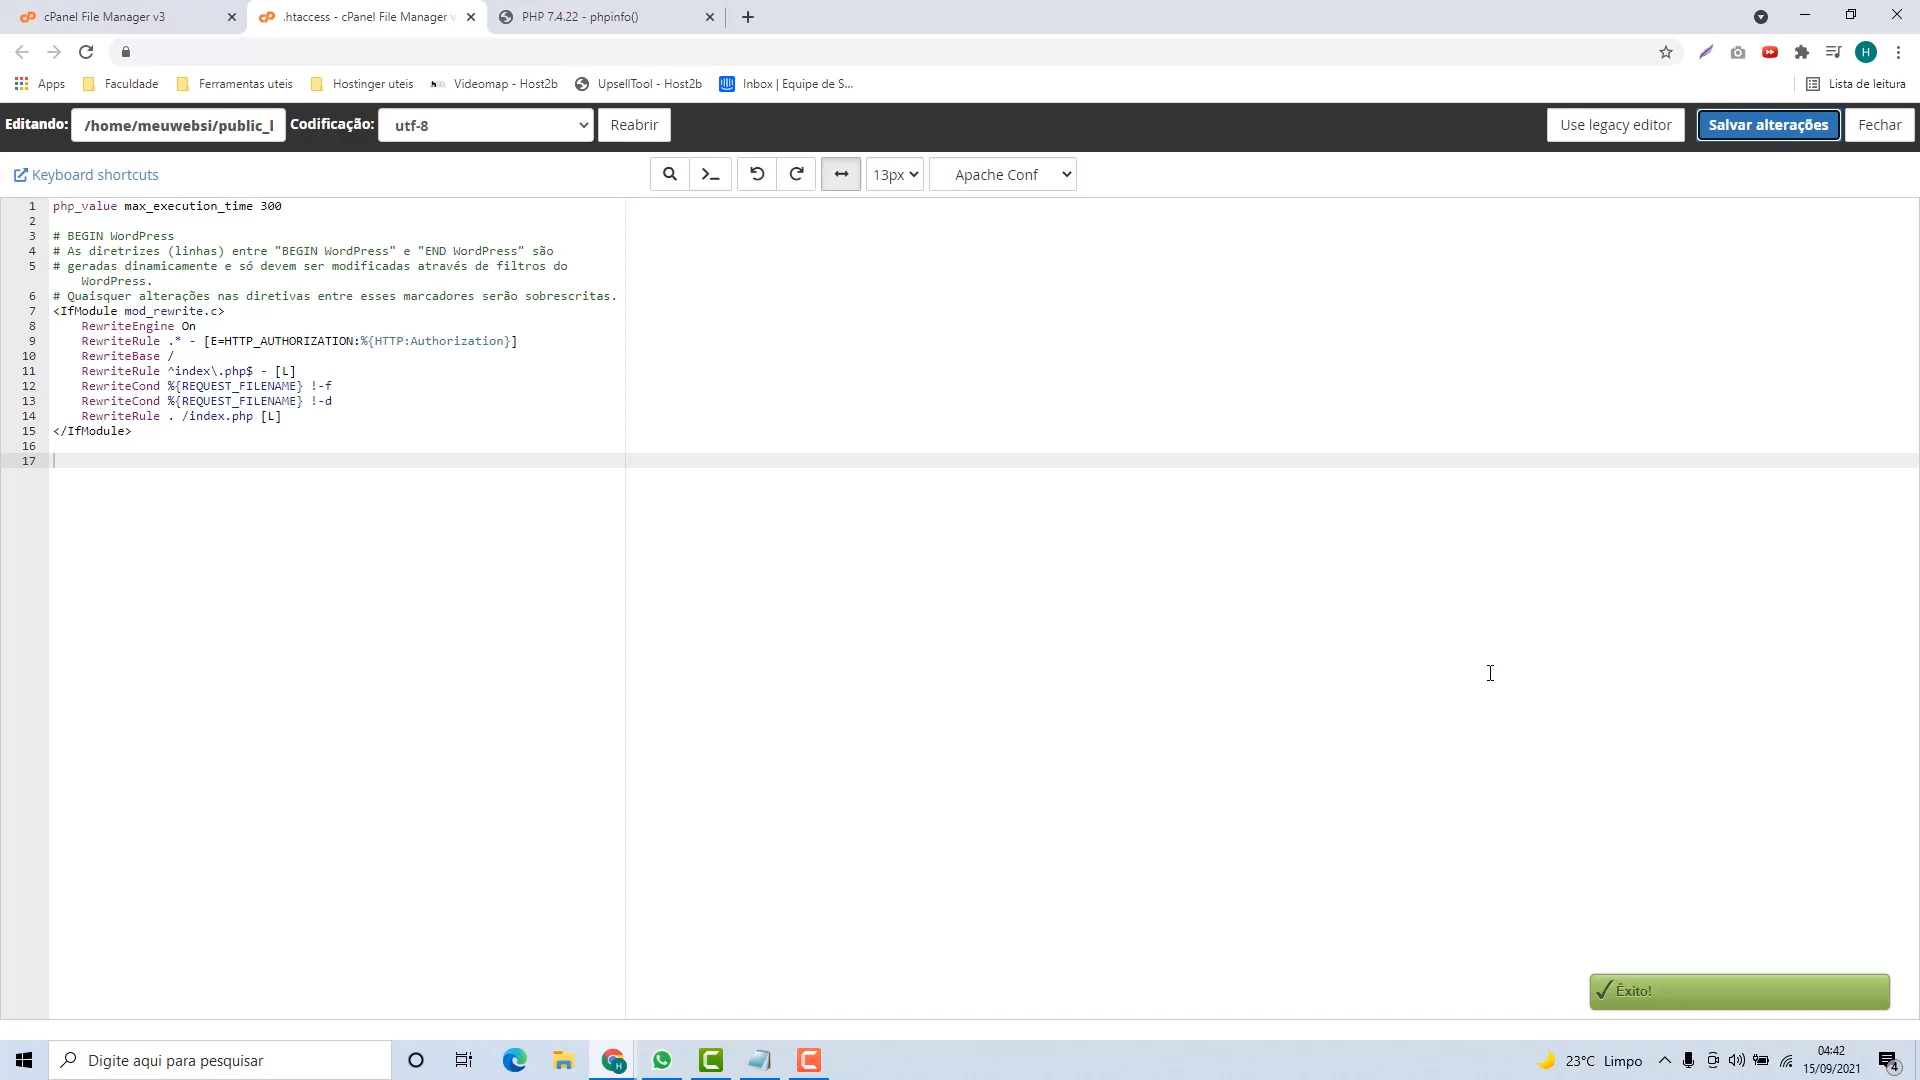 cPanel File Manager v3
.htaccess - cPanel File Manager v
PHP 7.4.22 - phpinfo()
H
Apps
Faculdade
Ferramentas uteis
Hostinger uteis
Videomap - Host2b
UpsellTool - Host2b
Inbox | Equipe de S...
Lista de leitura
Editando:
/home/meuwebsi/public_l
Codificação:
utf-8
Reabrir
Use legacy editor
Salvar alterações
Fechar
Keyboard shortcuts
13px
Apache Conf
1 php_value max_execution_time 300
2
3 # BEGIN WordPress
4 # As diretrizes (linhas) entre "BEGIN WordPress" e "END WordPress" são
5 # geradas dinamicamente e só devem ser modificadas através de filtros do
WordPress.
6 # Quaisquer alterações nas diretivas entre esses marcadores serão sobrescritas.
7 <IfModule mod_rewrite.c>
8 RewriteEngine On
9 RewriteRule .* - [E=HTTP_AUTHORIZATION:%{HTTP:Authorization}]
10 RewriteBase /
11 RewriteRule ^index\.php$ - [L]
12 RewriteCond %{REQUEST_FILENAME} !-f
13 RewriteCond %{REQUEST_FILENAME} !-d
14 RewriteRule . /index.php [L]
15 </IfModule>
16
17
Êxito!
Digite aqui para pesquisar
23°C Limpo
04:42
15/09/2021
4